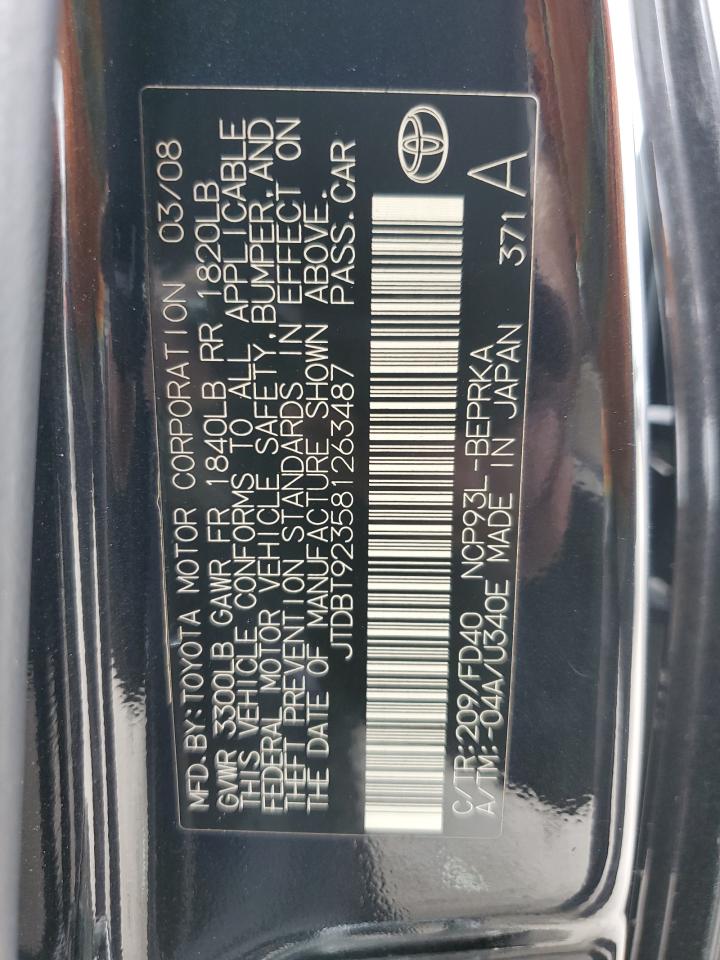 MFD. BY: TOYOTA MOTOR CORPORATION 03/08
GVWR 3300LB GAWR FR 1840LB RR 1820LB
THIS VEHICLE CONFORMS TO ALL APPLICABLE
FEDERAL MOTOR VEHICLE SAFETY, BUMPER, AND
THEFT PREVENTION STANDARDS IN EFFECT ON
THE DATE OF MANUFACTURE SHOWN ABOVE.
JTDBT923581263487 PASS. CAR
C/TR: 209/FD40 NCP93L-BEPRKA 371 A
A/TM: -04A/U340E MADE IN JAPAN